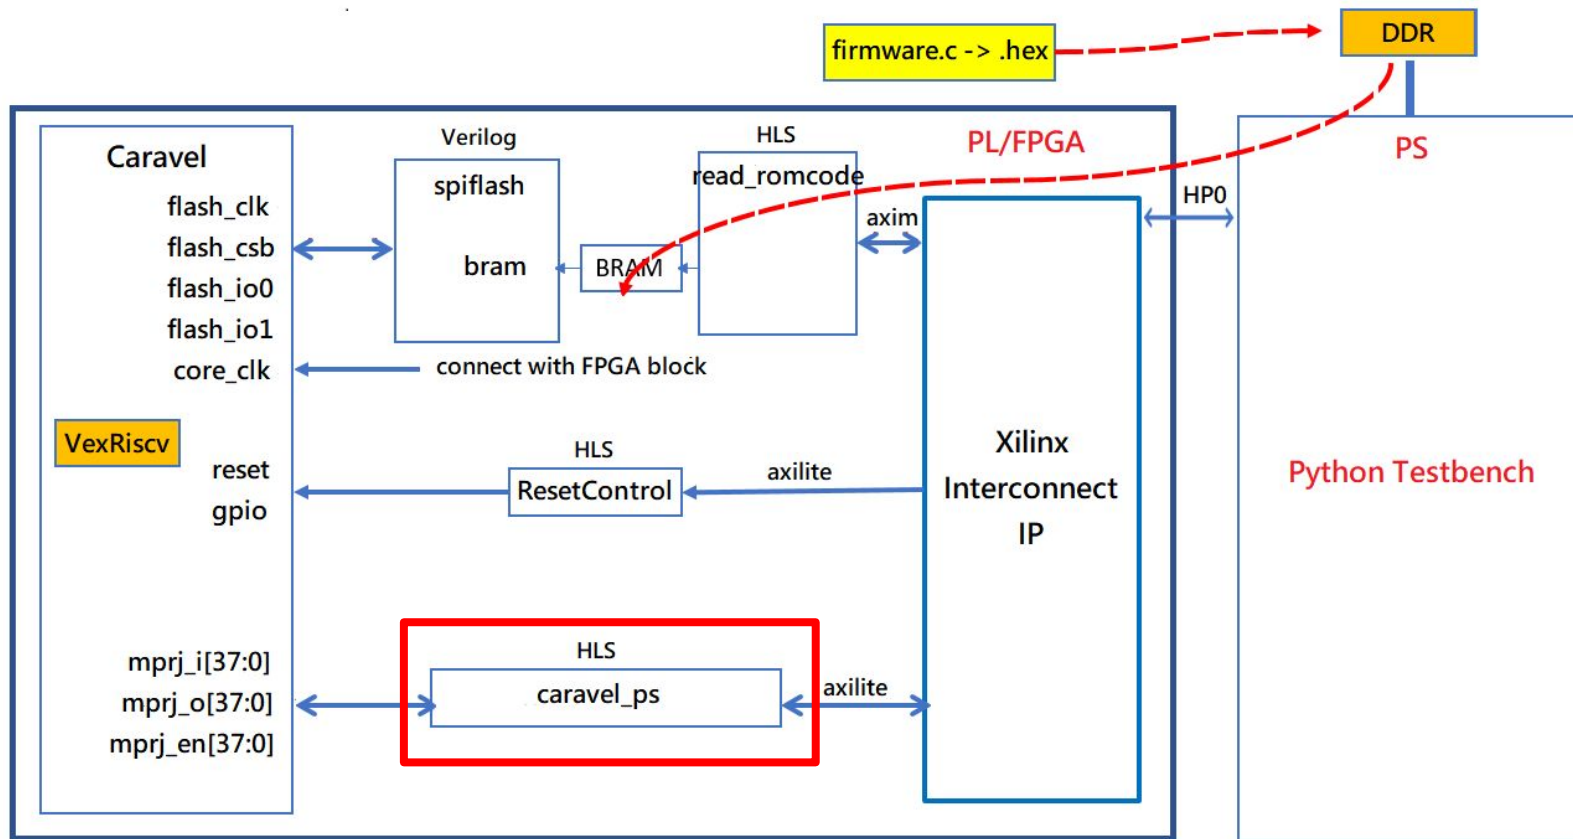 firmware.c -> .hex
DDR
Caravel
flash_clk
flash_csb
flash_io0
flash_io1
core_clk
VexRiscv
reset
gpio
mprj_i[37:0]
mprj_o[37:0]
mprj_en[37:0]
Verilog
spiflash
bram
BRAM
HLS
read_romcode
axim
connect with FPGA block
HLS
ResetControl
axilite
HLS
caravel_ps
axilite
PL/FPGA
Xilinx
Interconnect
IP
HP0
PS
Python Testbench